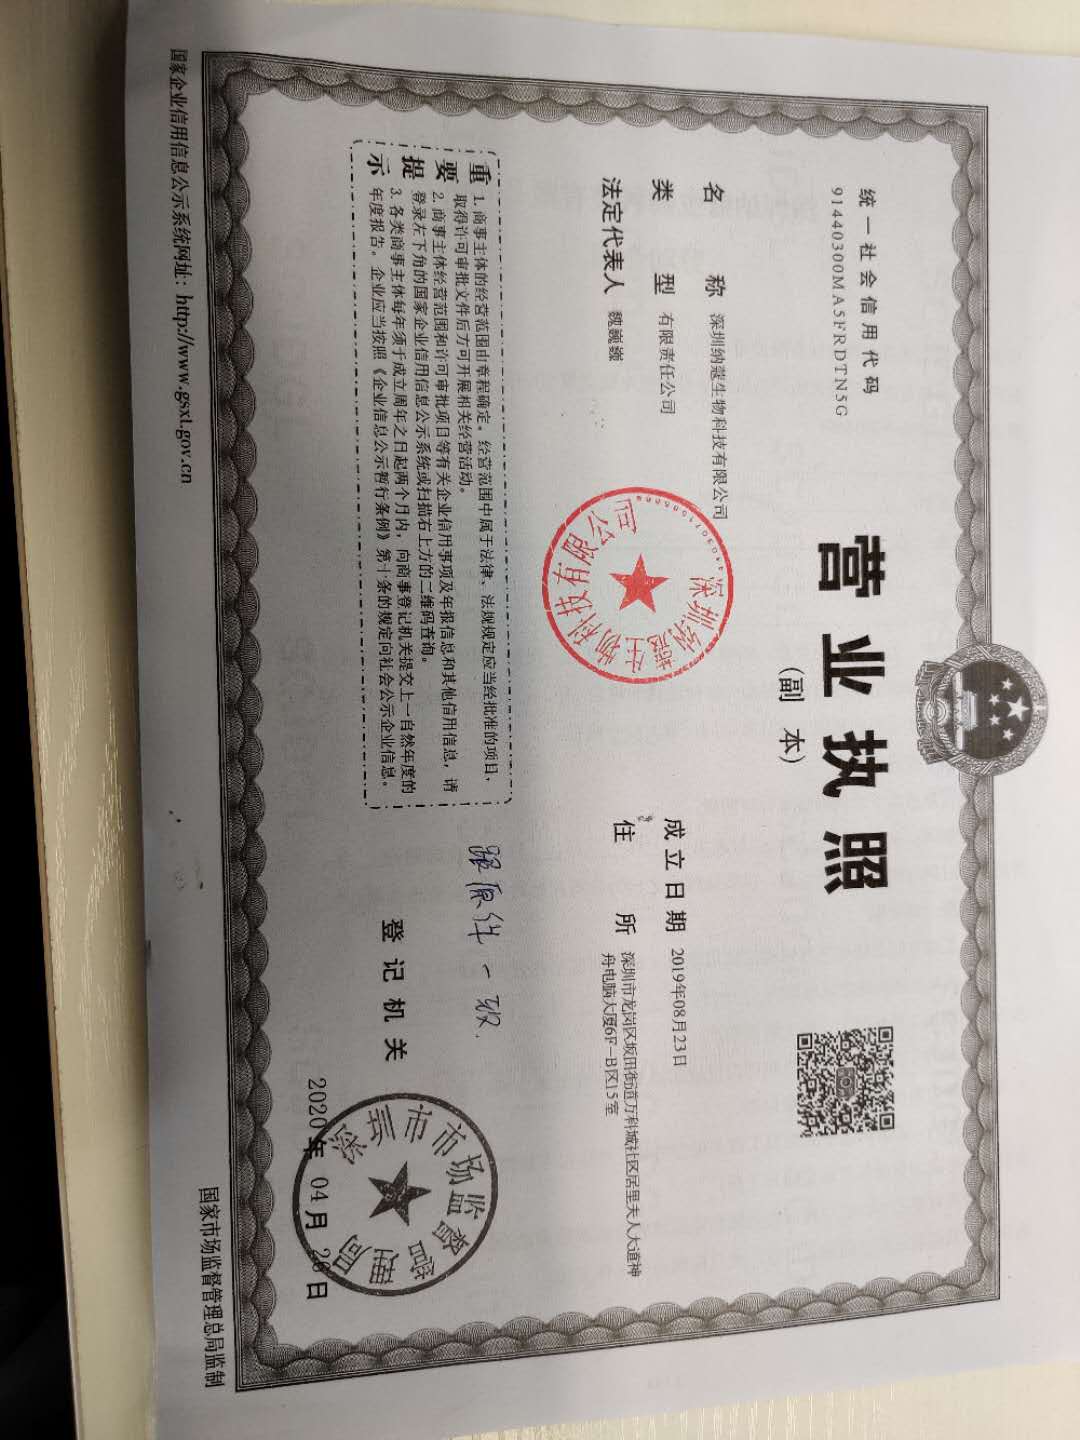 统一社会信用代码
91440300MA5FRDTN5G
营业执照
(副 本)
名 称 深圳纳蔻生物科技有限公司
类 型 有限责任公司
法定代表人 魏巍巍
成立日期 2019年08月23日
住 所 深圳市龙岗区坂田街道万科城社区居里夫人大道神
舟电脑大厦6F-B区15室
深圳纳蔻生物科技有限公司
重要提示
1. 商事主体的经营范围由章程确定。经营范围中属于法律、法规规定应当经批准的项目,
取得许可审批文件后方可开展相关经营活动。
2. 商事主体经营范围和许可审批项目等有关企业信用事项及年报信息和其他信用信息,请
登录左下角的国家企业信用信息公示系统或扫描右上方的二维码查询。
3. 各类商事主体每年须于成立周年之日起两个月内,向商事登记机关提交上一自然年度的
年度报告。企业应当按照《企业信息公示暂行条例》第十条的规定向社会公示企业信息。
跟原件一致.
登记机关
深圳市市场监督管理局
2020年 04月 26日
国家企业信用信息公示系统网址: http://www.gsxt.gov.cn
国家市场监督管理总局监制